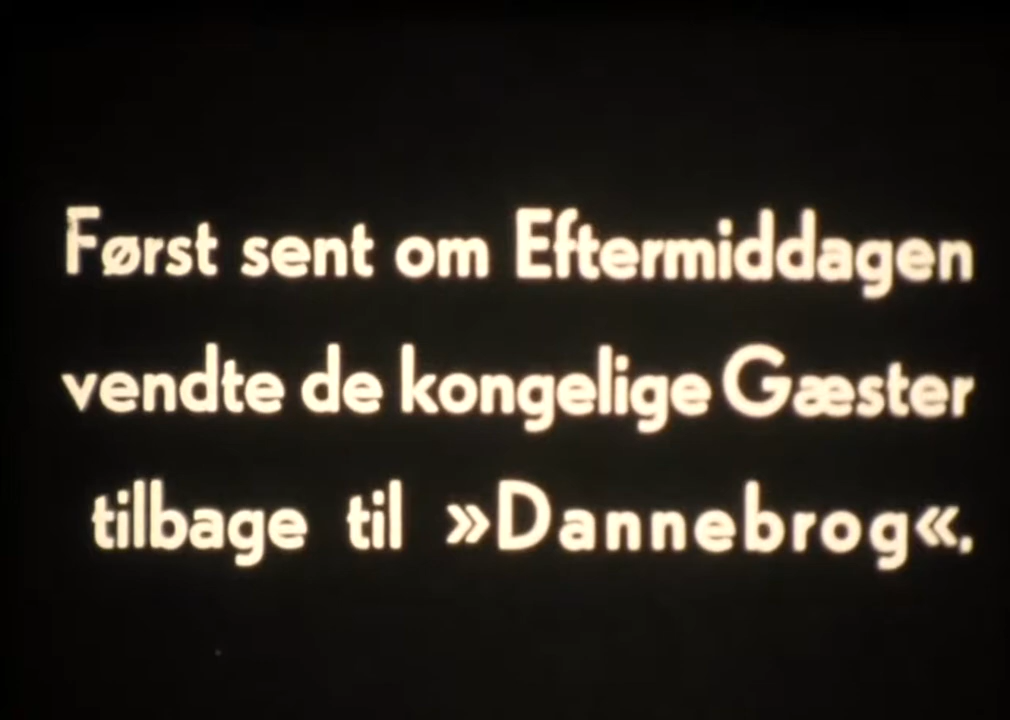 Først sent om Eftermiddagen
vendte de kongelige Gæster
tilbage til »Dannebrog«.